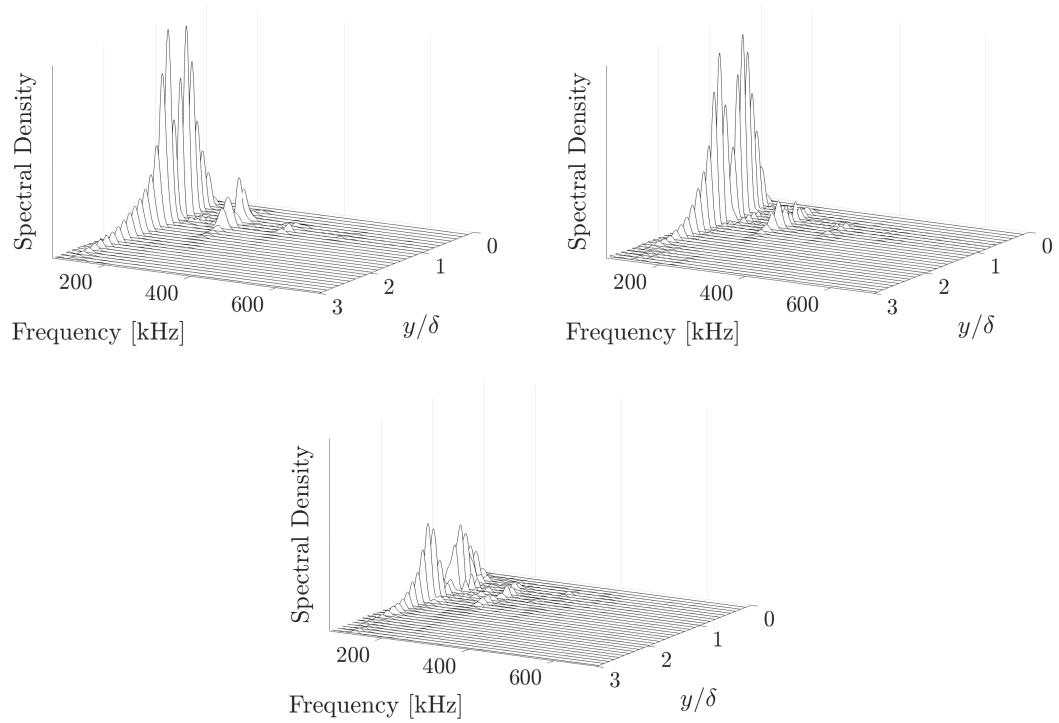 Spectral Density
200
400
600
Frequency [kHz]
0
1
2
3
y/δ
Spectral Density
200
400
600
Frequency [kHz]
0
1
2
3
y/δ
Spectral Density
200
400
600
Frequency [kHz]
0
1
2
3
y/δ